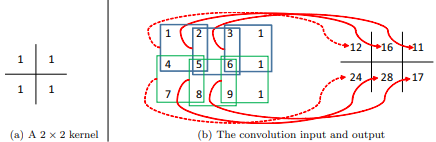 1 1
1 1
(a) A 2 × 2 kernel
1 2 3 1
4 5 6 1
7 8 9 1
12 16 11
24 28 17
(b) The convolution input and output